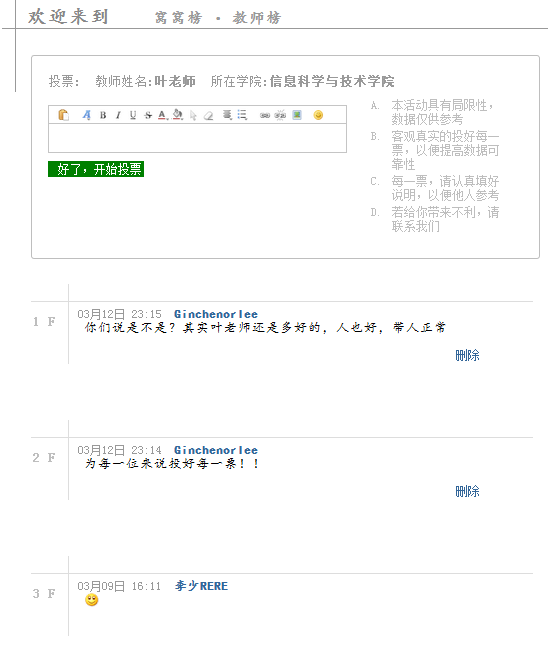 欢迎来到 窝窝榜 · 教师榜
投票: 教师姓名:叶老师 所在学院:信息科学与技术学院
A. 本活动具有局限性,
数据仅供参考
B. 客观真实的投好每一
票, 以便提高数据可
靠性
C. 每一票, 请认真填好
说明, 以便他人参考
D. 若给你带来不利, 请
联系我们
B I U S A
好了, 开始投票
1 F
03月12日 23:15 Ginchenorlee
你们说是不是? 其实叶老师还是多好的, 人也好, 带人正常
删除
2 F
03月12日 23:14 Ginchenorlee
为每一位来说投好每一票!!
删除
3 F
03月09日 16:11 李少RERE